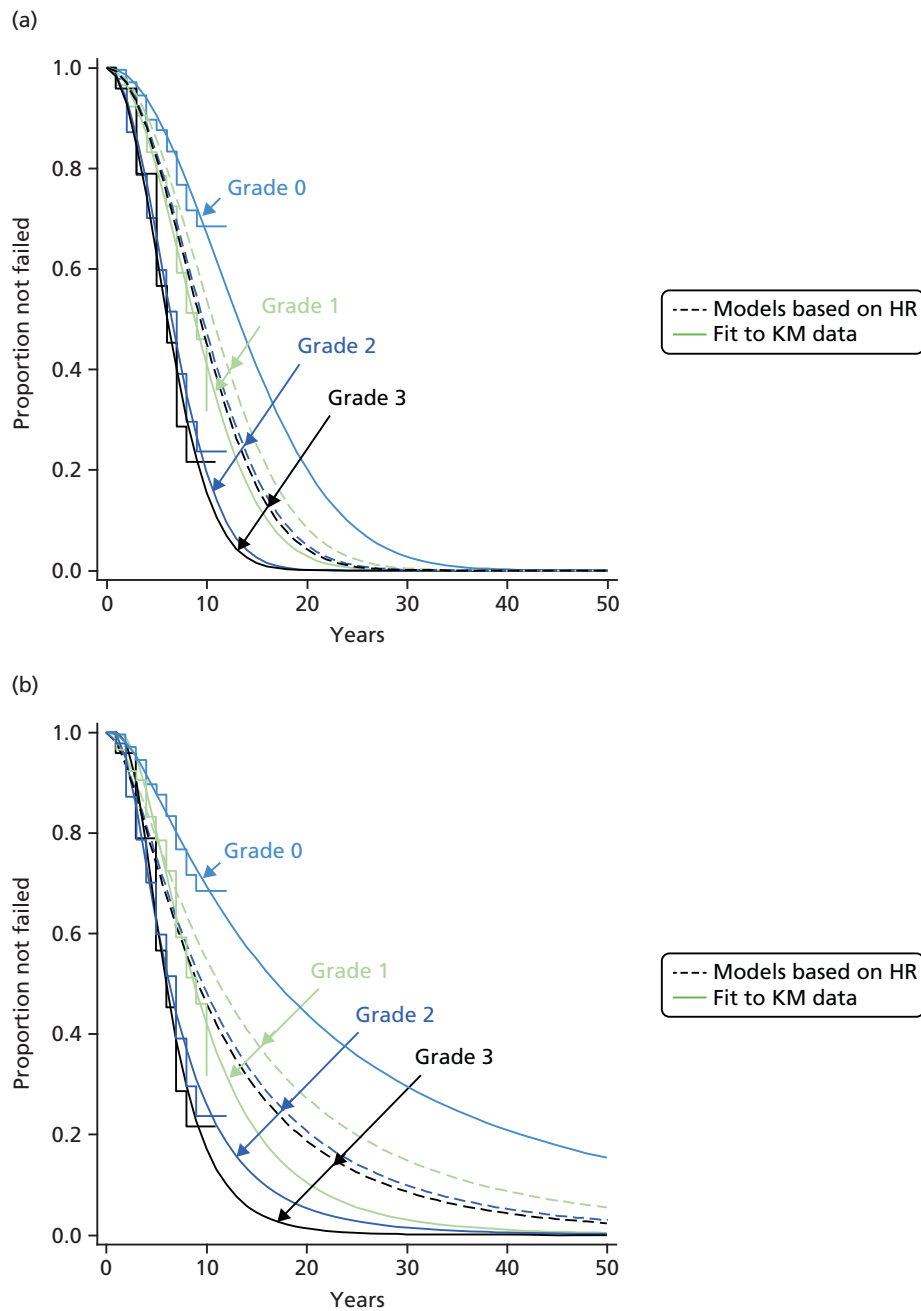 (a)
1.0
0.8
0.6
0.4
0.2
0.0
Proportion not failed
Grade 0
Grade 1
Grade 2
Grade 3
0 10 20 30 40 50
Years
Models based on HR
Fit to KM data
(b)
1.0
0.8
0.6
0.4
0.2
0.0
Proportion not failed
Grade 0
Grade 1
Grade 2
Grade 3
0 10 20 30 40 50
Years
Models based on HR
Fit to KM data